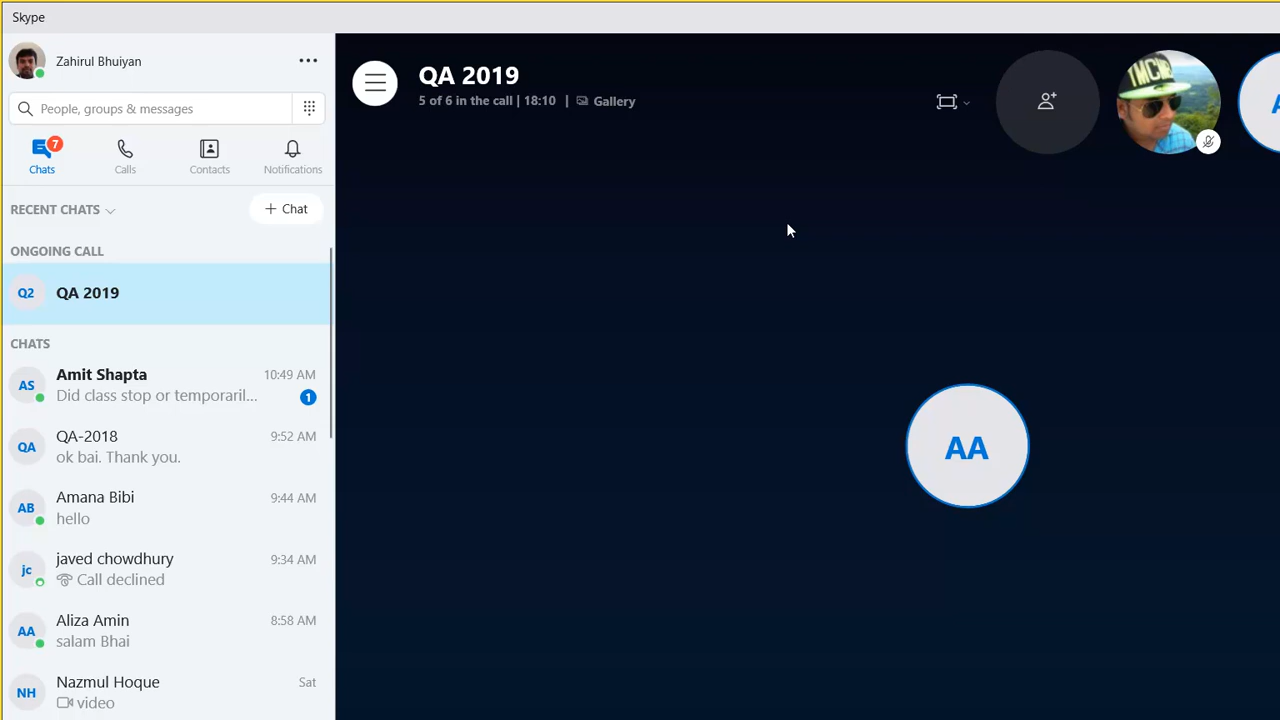 Skype
Zahirul Bhuiyan
People, groups & messages
7
Chats
Calls
Contacts
Notifications
RECENT CHATS
Chat
ONGOING CALL
Q2
QA 2019
CHATS
AS
Amit Shapta
10:49 AM
Did class stop or temporaril...
1
QA
QA-2018
9:52 AM
ok bai. Thank you.
AB
Amana Bibi
9:44 AM
hello
jc
javed chowdhury
9:34 AM
Call declined
AA
Aliza Amin
8:58 AM
salam Bhai
NH
Nazmul Hoque
Sat
video
QA 2019
5 of 6 in the call | 18:10 | Gallery
AA